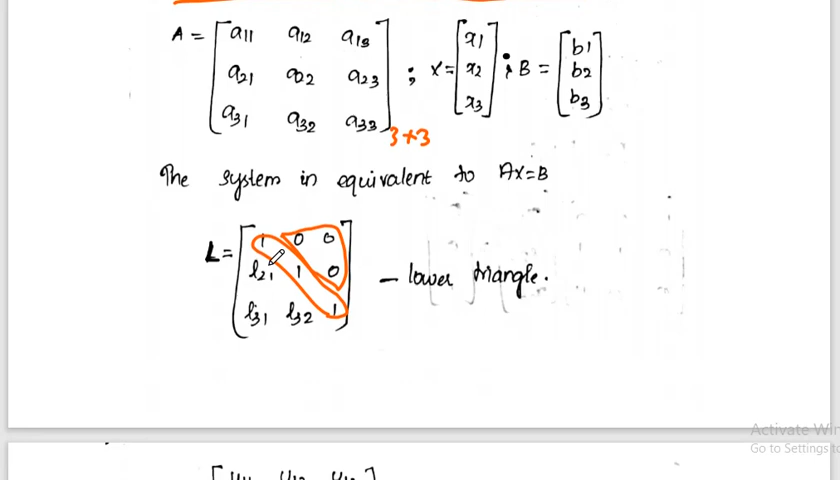 A = [ a11 a12 a13 ; x = [ x1 ; B = [ b1
a21 a22 a23 x2 b2
a31 a32 a33 ] 3×3 x3 ] b3 ]
The system in equivalent to AX=B
L = [ 1 0 0
l21 1 0 – lower triangle.
l31 l32 1 ]
Activate Win
Go to Settings to